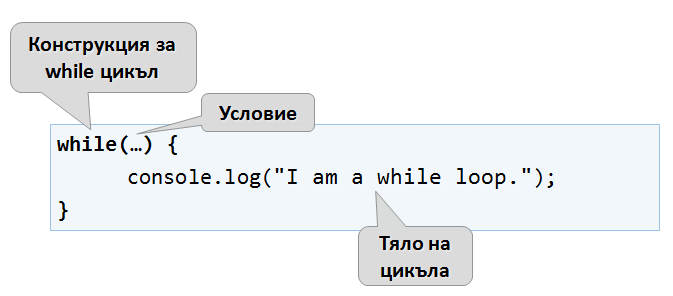 Конструкция за
while цикъл
Условие
while(…) {
console.log("I am a while loop.");
}
Тяло на
цикъла